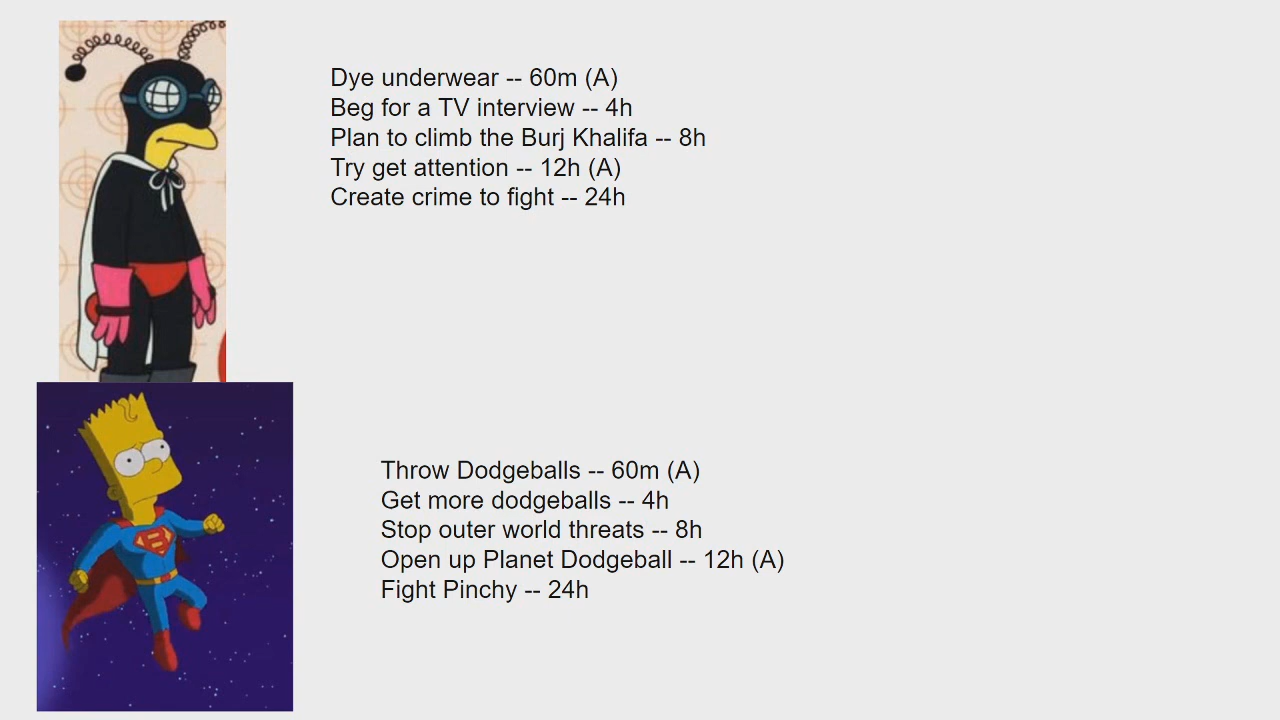 Dye underwear -- 60m (A)
Beg for a TV interview -- 4h
Plan to climb the Burj Khalifa -- 8h
Try get attention -- 12h (A)
Create crime to fight -- 24h
B
Throw Dodgeballs -- 60m (A)
Get more dodgeballs -- 4h
Stop outer world threats -- 8h
Open up Planet Dodgeball -- 12h (A)
Fight Pinchy -- 24h